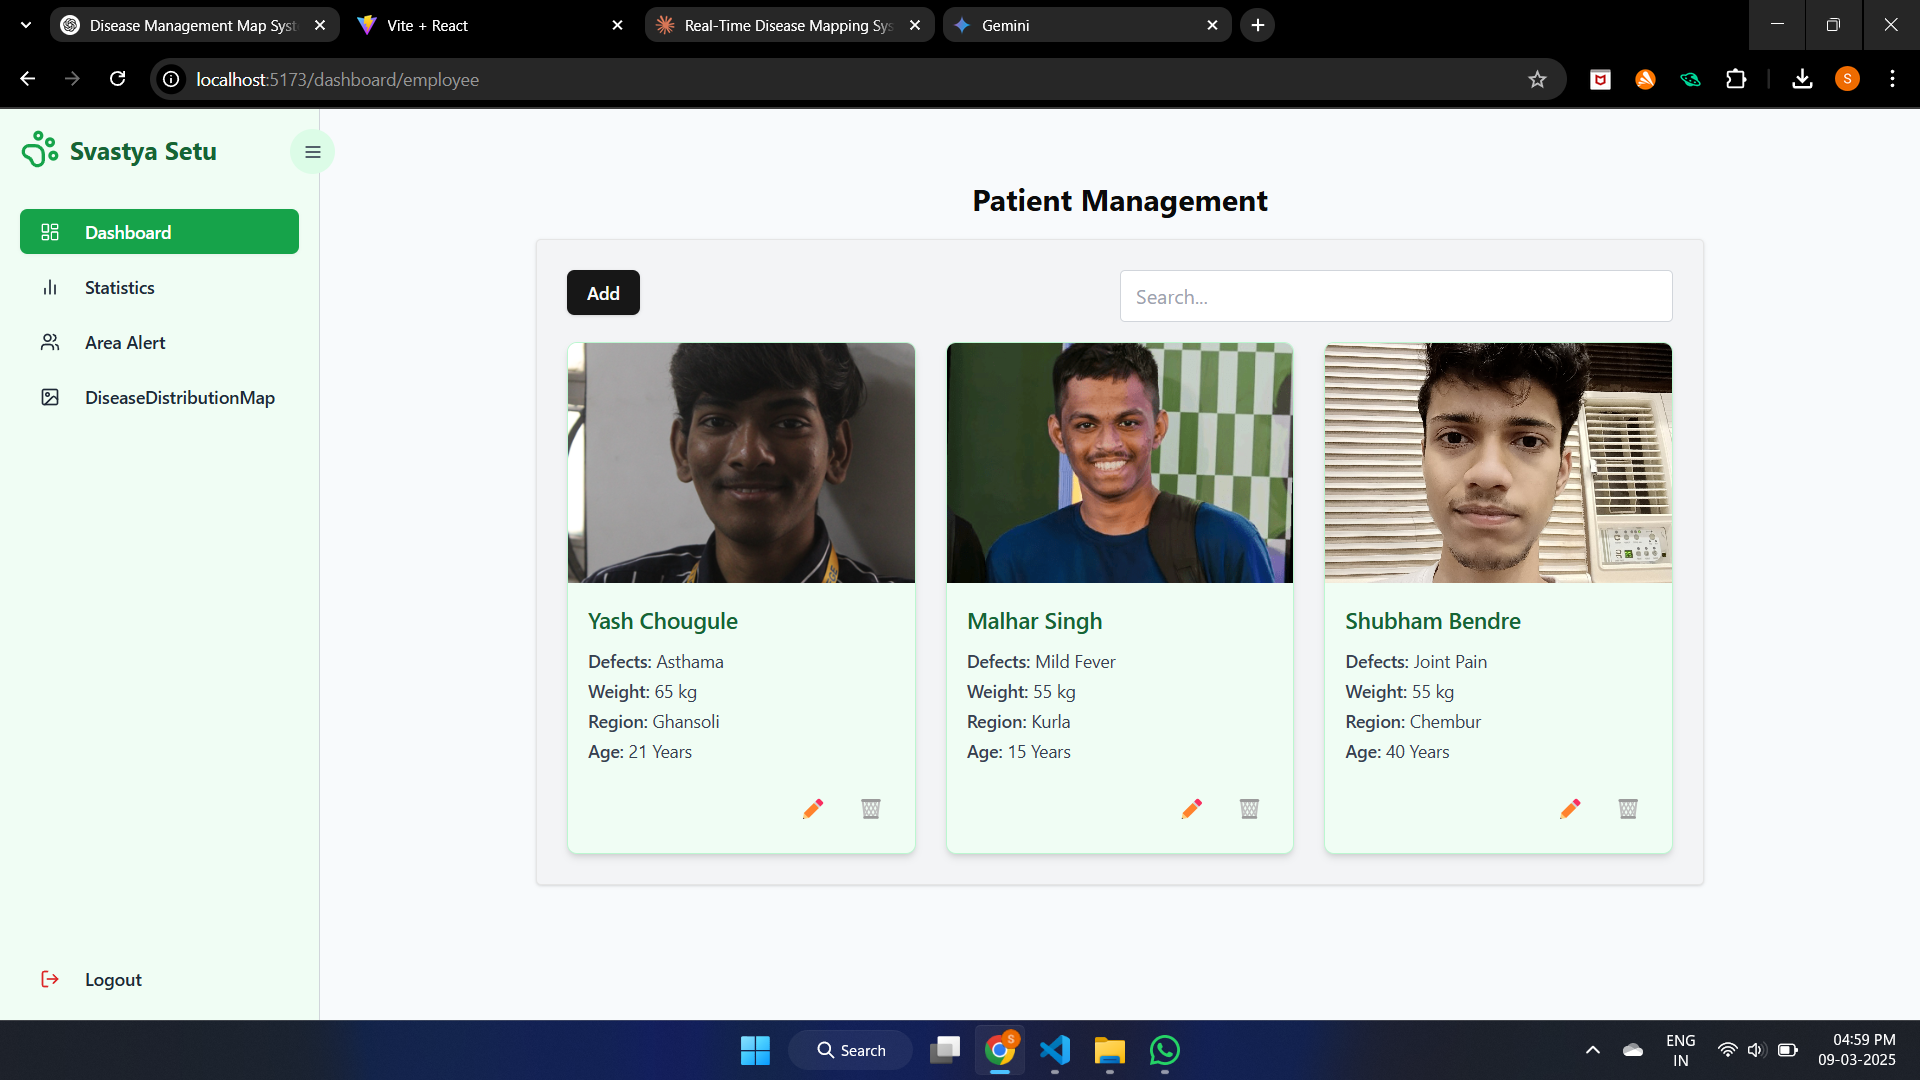 Disease Management Map Syst
Vite + React
Real-Time Disease Mapping Sys
Gemini
localhost:5173/dashboard/employee
S
Svastya Setu
Dashboard
Statistics
Area Alert
DiseaseDistributionMap
Logout
Patient Management
Add
Search...
Yash Chougule
Defects: Asthama
Weight: 65 kg
Region: Ghansoli
Age: 21 Years
Malhar Singh
Defects: Mild Fever
Weight: 55 kg
Region: Kurla
Age: 15 Years
Shubham Bendre
Defects: Joint Pain
Weight: 55 kg
Region: Chembur
Age: 40 Years
Search
S
ENG
IN
04:59 PM
09-03-2025